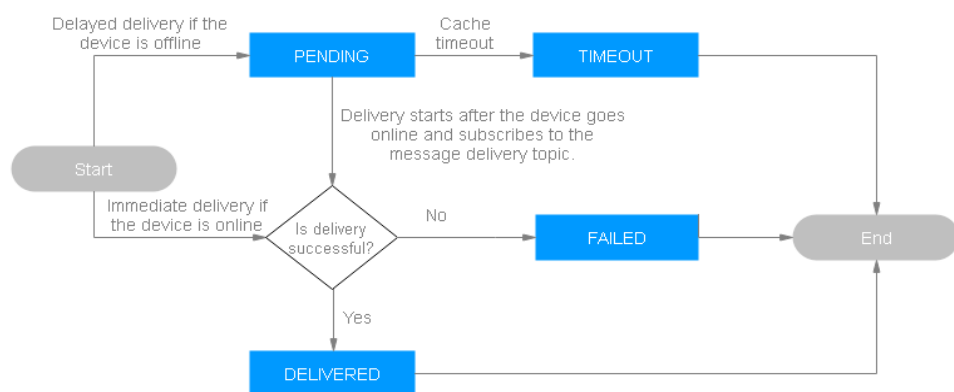 Delayed delivery if the
device is offline
PENDING
Cache
timeout
TIMEOUT
Delivery starts after the device goes
online and subscribes to the
message delivery topic.
Start
Immediate delivery if
the device is online
Is delivery
successful?
No
FAILED
End
Yes
DELIVERED